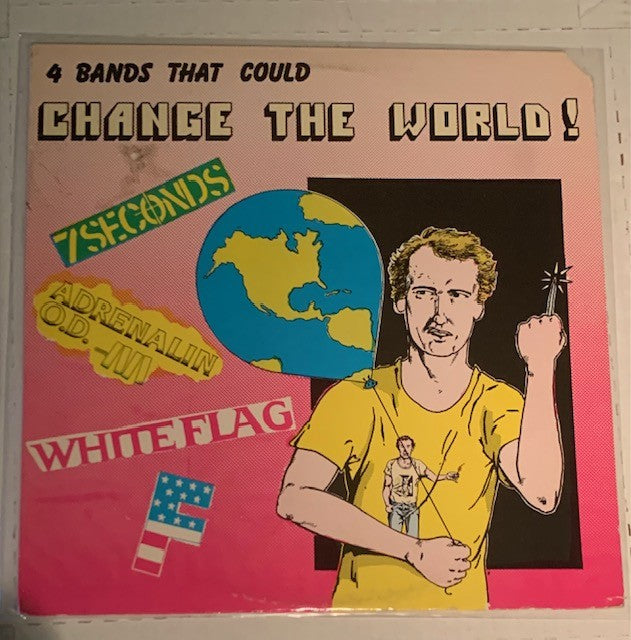 4 BANDS THAT COULD
CHANGE THE WORLD!
7SECONDS
ADRENALIN
O.D.
WHITE FLAG
F